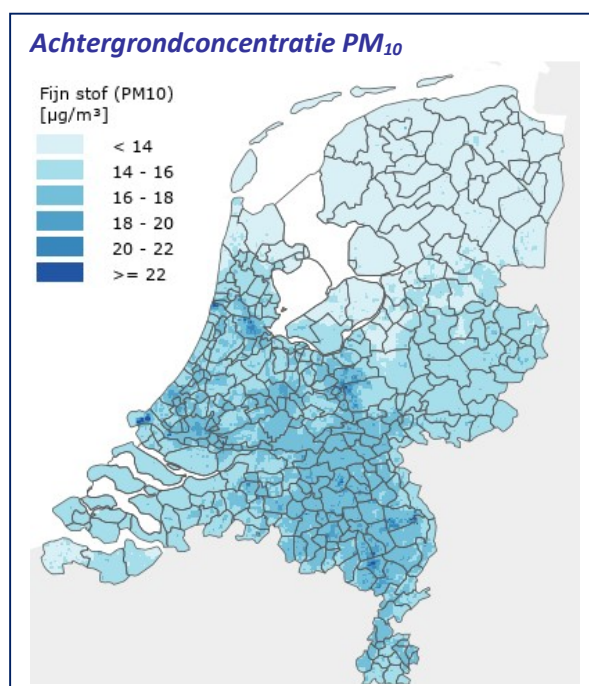 Achtergrondconcentratie PM₁₀
Fijn stof (PM10)
[µg/m³]
< 14
14 - 16
16 - 18
18 - 20
20 - 22
>= 22